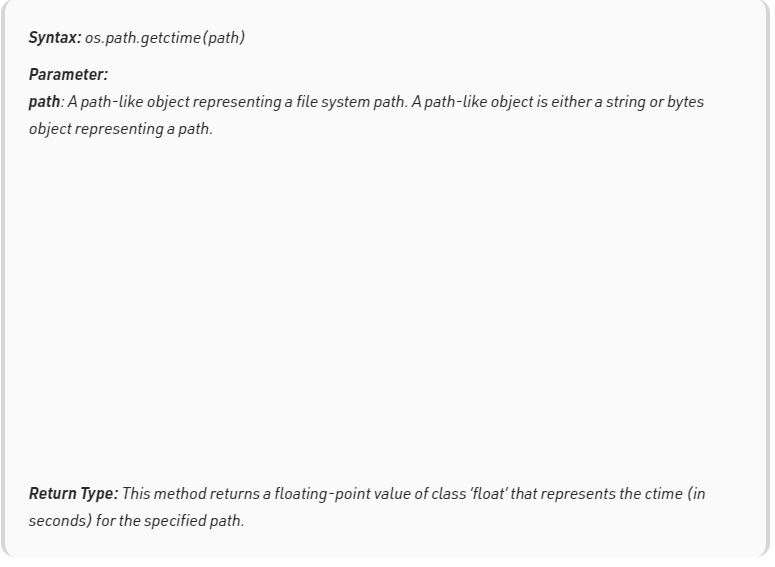 Syntax: os.path.getctime(path)
Parameter:
path: A path-like object representing a file system path. A path-like object is either a string or bytes
object representing a path.
Return Type: This method returns a floating-point value of class ‘float’ that represents the ctime (in
seconds) for the specified path.